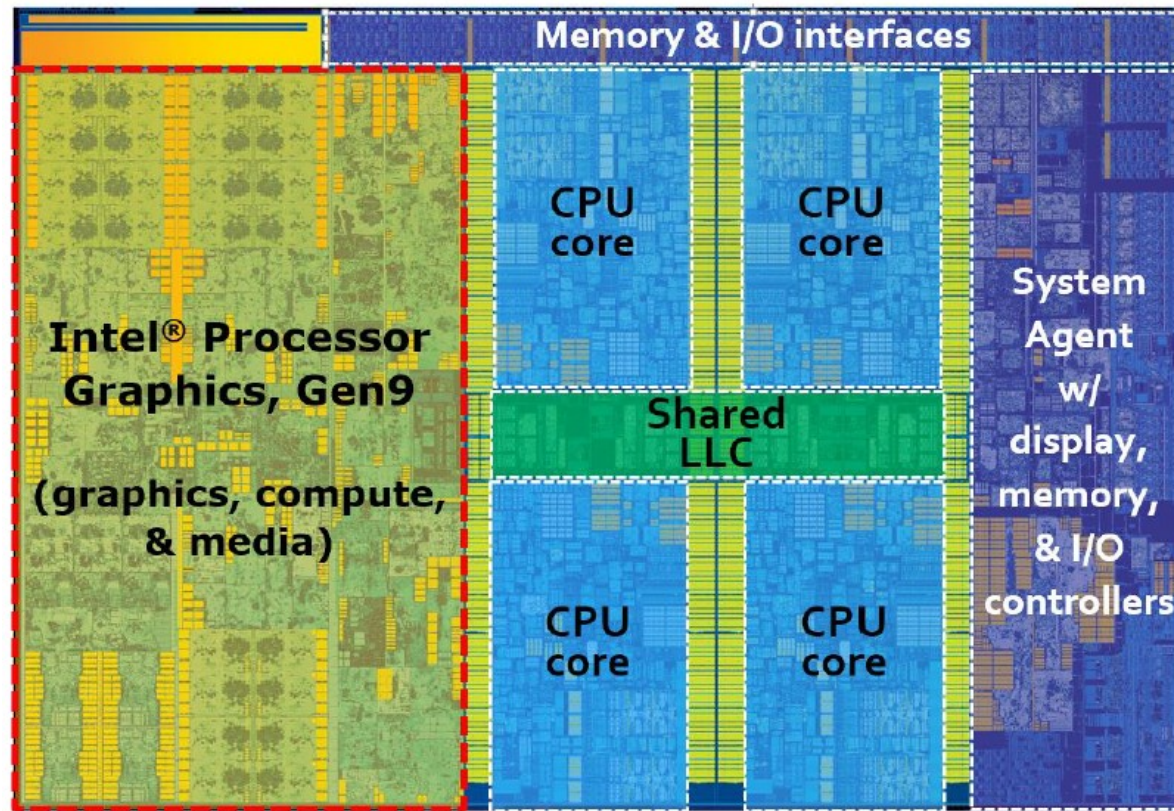 Memory & I/O interfaces
CPU
core
CPU
core
Intel® Processor
Graphics, Gen9
(graphics, compute,
& media)
Shared
LLC
System
Agent
w/
display,
memory,
& I/O
controllers
CPU
core
CPU
core